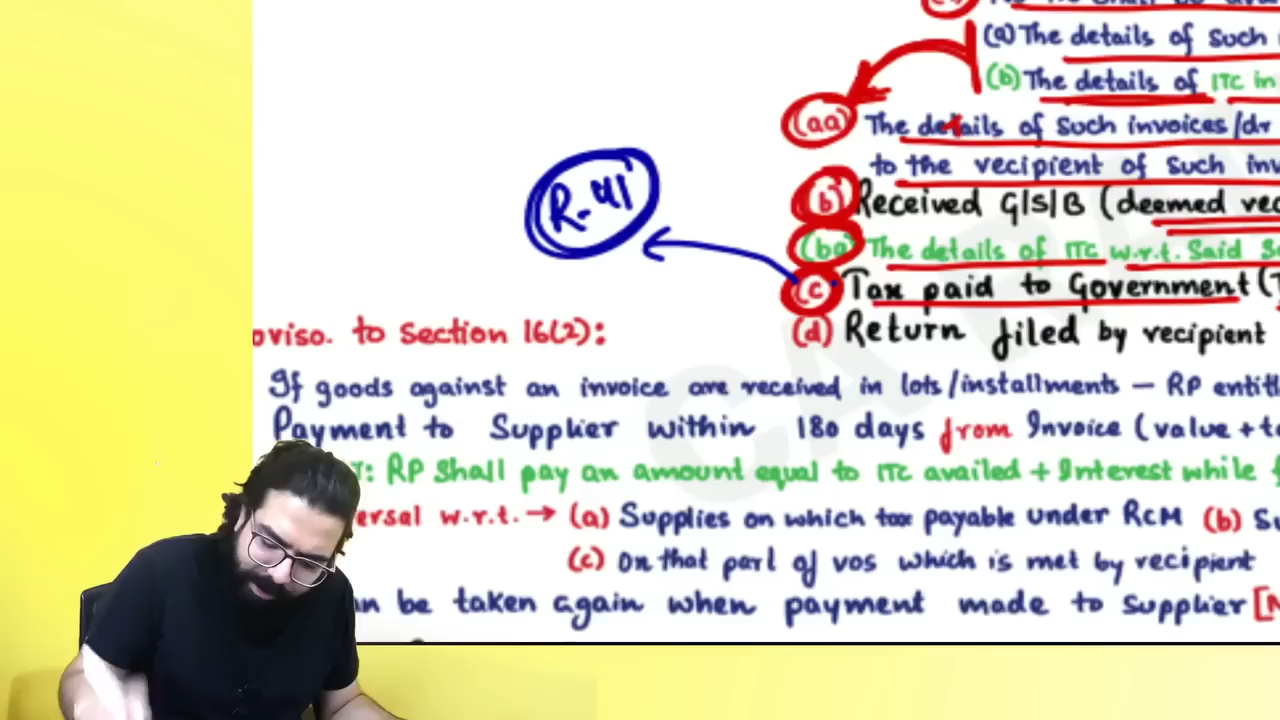 (a) The details of Such
(b) The details of ITC in
(aa) The details of Such invoices/dr
to the recipient of Such inv
R-41
(b) Received G/S/B (deemed rec
(ba) The details of ITC w.r.t. Said S
(c) Tax paid to Government (T
oviso. to Section 16(2):
(d) Return filed by recipient
If goods against an invoice are received in lots/installments — RP entitl
Payment to Supplier within 180 days from Invoice (value + ta
: RP Shall pay an amount equal to ITC availed + Interest while f
ersal w.r.t. → (a) Supplies on which tax payable under RCM (b) Su
(c) On that part of VOS which is met by recipient
n be taken again when payment made to Supplier [